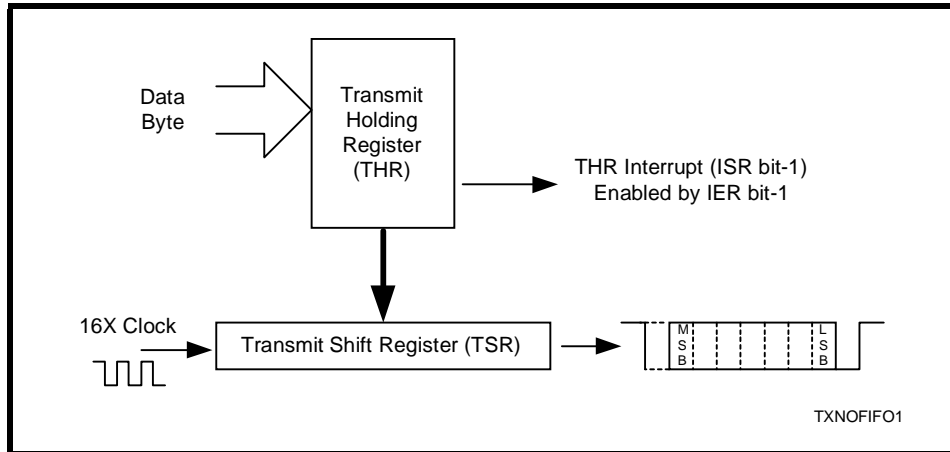 Data
Byte
Transmit
Holding
Register
(THR)
THR Interrupt (ISR bit-1)
Enabled by IER bit-1
16X Clock
Transmit Shift Register (TSR)
M
S
B
L
S
B
TXNOFIFO1